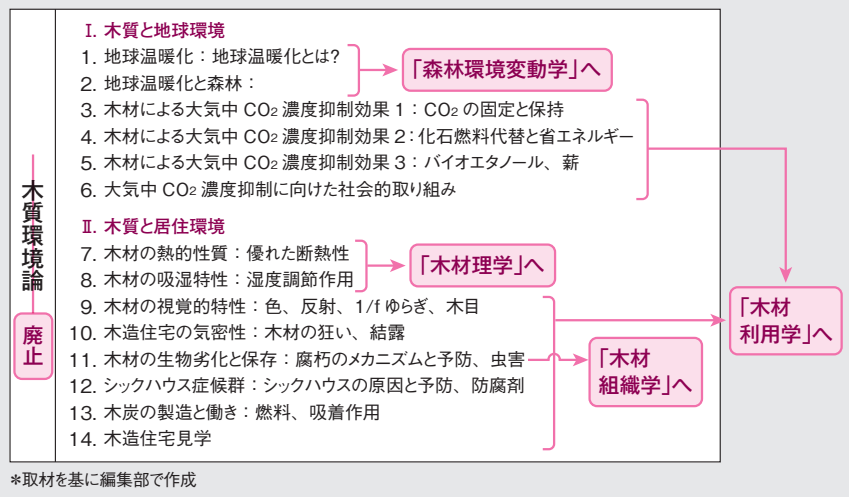 木質環境論
廃止
Ⅰ. 木質と地球環境
1. 地球温暖化：地球温暖化とは?
2. 地球温暖化と森林：
「森林環境変動学」へ
3. 木材による大気中 CO2 濃度抑制効果 1：CO2 の固定と保持
4. 木材による大気中 CO2 濃度抑制効果 2：化石燃料代替と省エネルギー
5. 木材による大気中 CO2 濃度抑制効果 3：バイオエタノール、薪
6. 大気中 CO2 濃度抑制に向けた社会的取り組み
Ⅱ. 木質と居住環境
7. 木材の熱的性質：優れた断熱性
8. 木材の吸湿特性：湿度調節作用
「木材理学」へ
9. 木材の視覚的特性：色、反射、1/f ゆらぎ、木目
10. 木造住宅の気密性：木材の狂い、結露
11. 木材の生物劣化と保存：腐朽のメカニズムと予防、虫害
12. シックハウス症候群：シックハウスの原因と予防、防腐剤
13. 木炭の製造と働き：燃料、吸着作用
14. 木造住宅見学
「木材
組織学」へ
「木材
利用学」へ
＊取材を基に編集部で作成